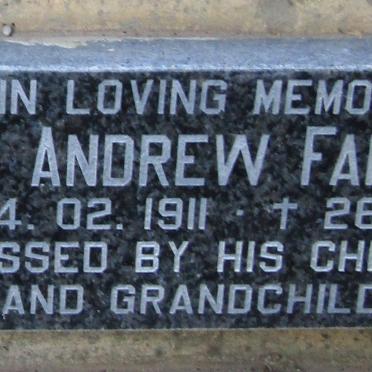 IN LOVING MEMO
ANDREW FA
4. 02. 1911 · † 26
SSED BY HIS CH
AND GRANDCHILD